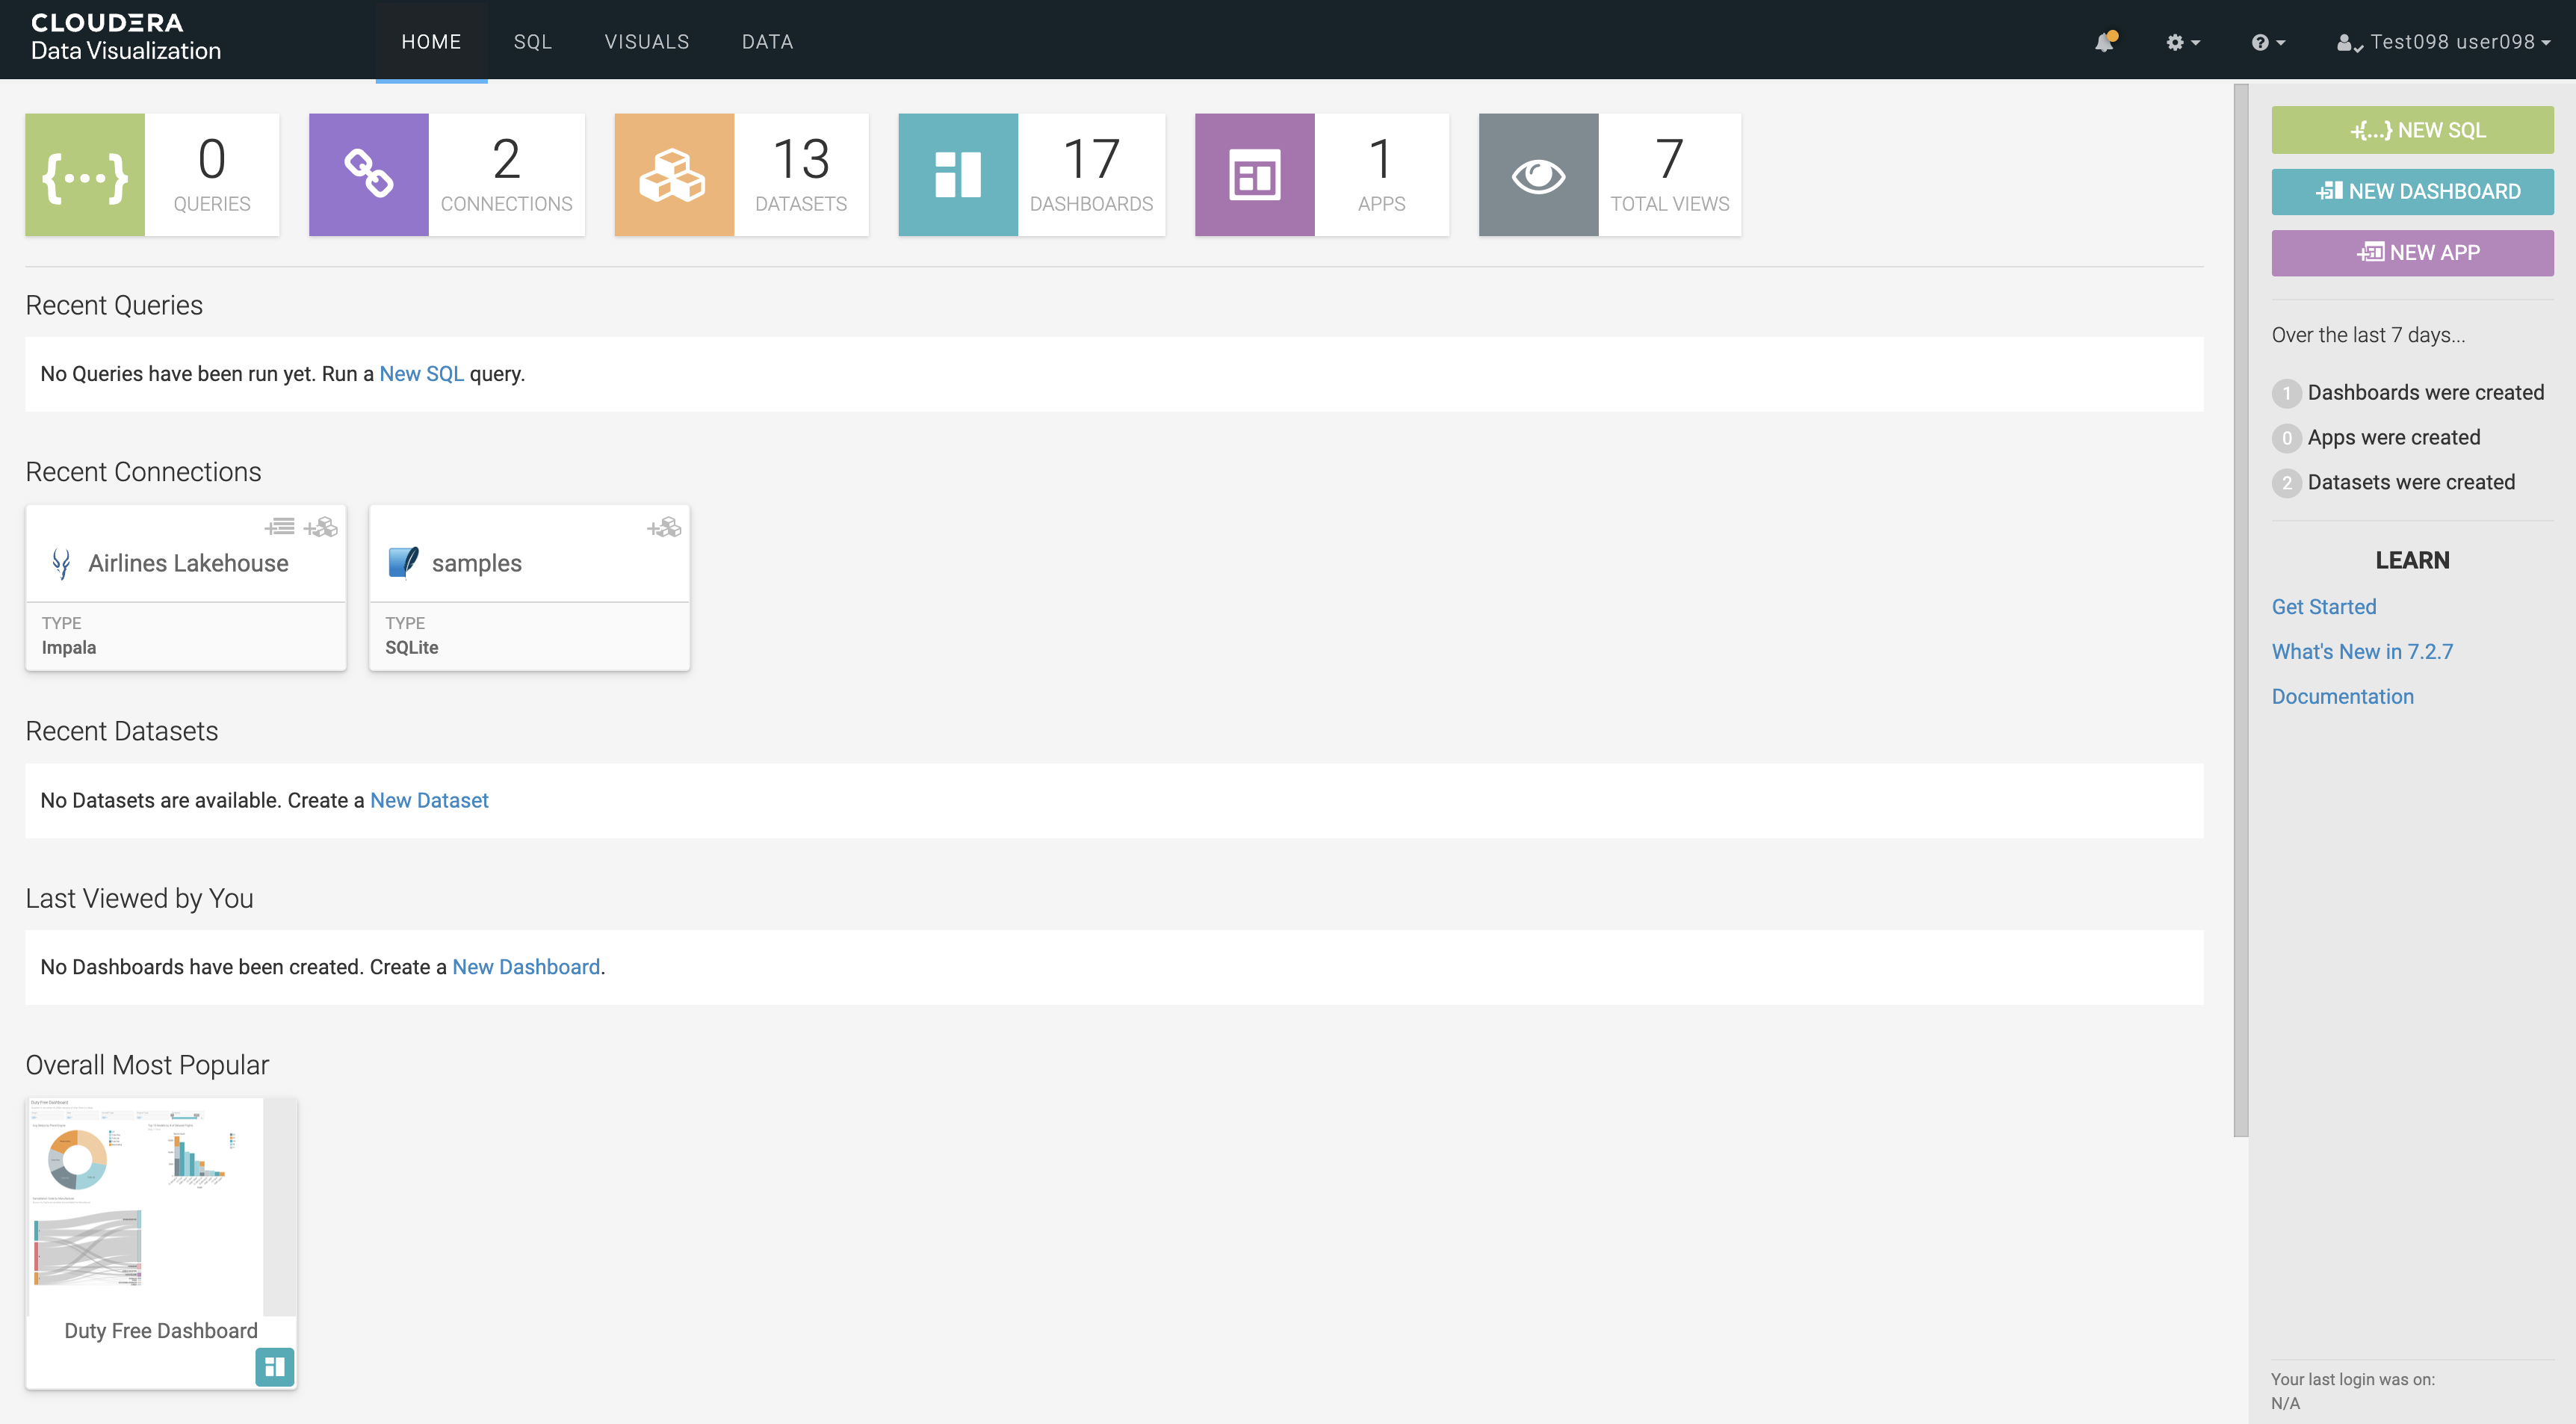 CLOUDERA
Data Visualization
HOME
SQL
VISUALS
DATA
Test098 user098
0
QUERIES
2
CONNECTIONS
13
DATASETS
17
DASHBOARDS
1
APPS
7
TOTAL VIEWS
Recent Queries
No Queries have been run yet. Run a New SQL query.
Recent Connections
Airlines Lakehouse
TYPE
Impala
samples
TYPE
SQLite
Recent Datasets
No Datasets are available. Create a New Dataset
Last Viewed by You
No Dashboards have been created. Create a New Dashboard.
Overall Most Popular
Duty Free Dashboard
Duty Free Dashboard
NEW SQL
NEW DASHBOARD
NEW APP
Over the last 7 days...
1 Dashboards were created
0 Apps were created
2 Datasets were created
LEARN
Get Started
What's New in 7.2.7
Documentation
Your last login was on:
N/A